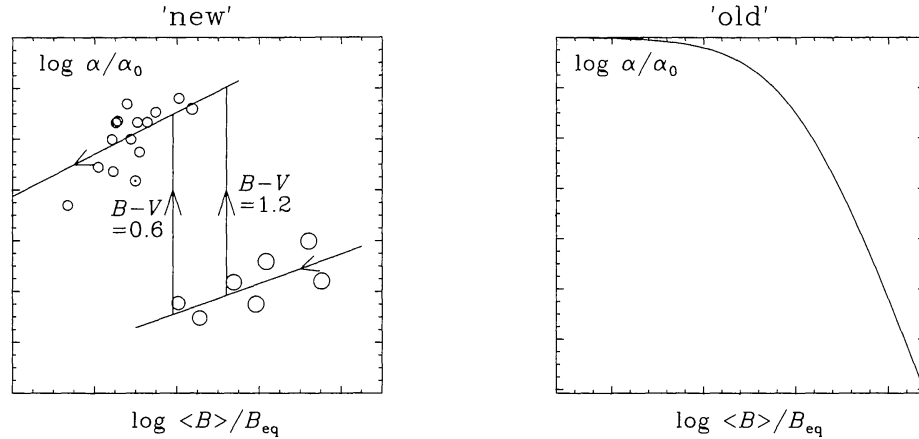 'new'
log α/α₀
B−V
=0.6
B−V
=1.2
log <B>/B_eq
'old'
log α/α₀
log <B>/B_eq